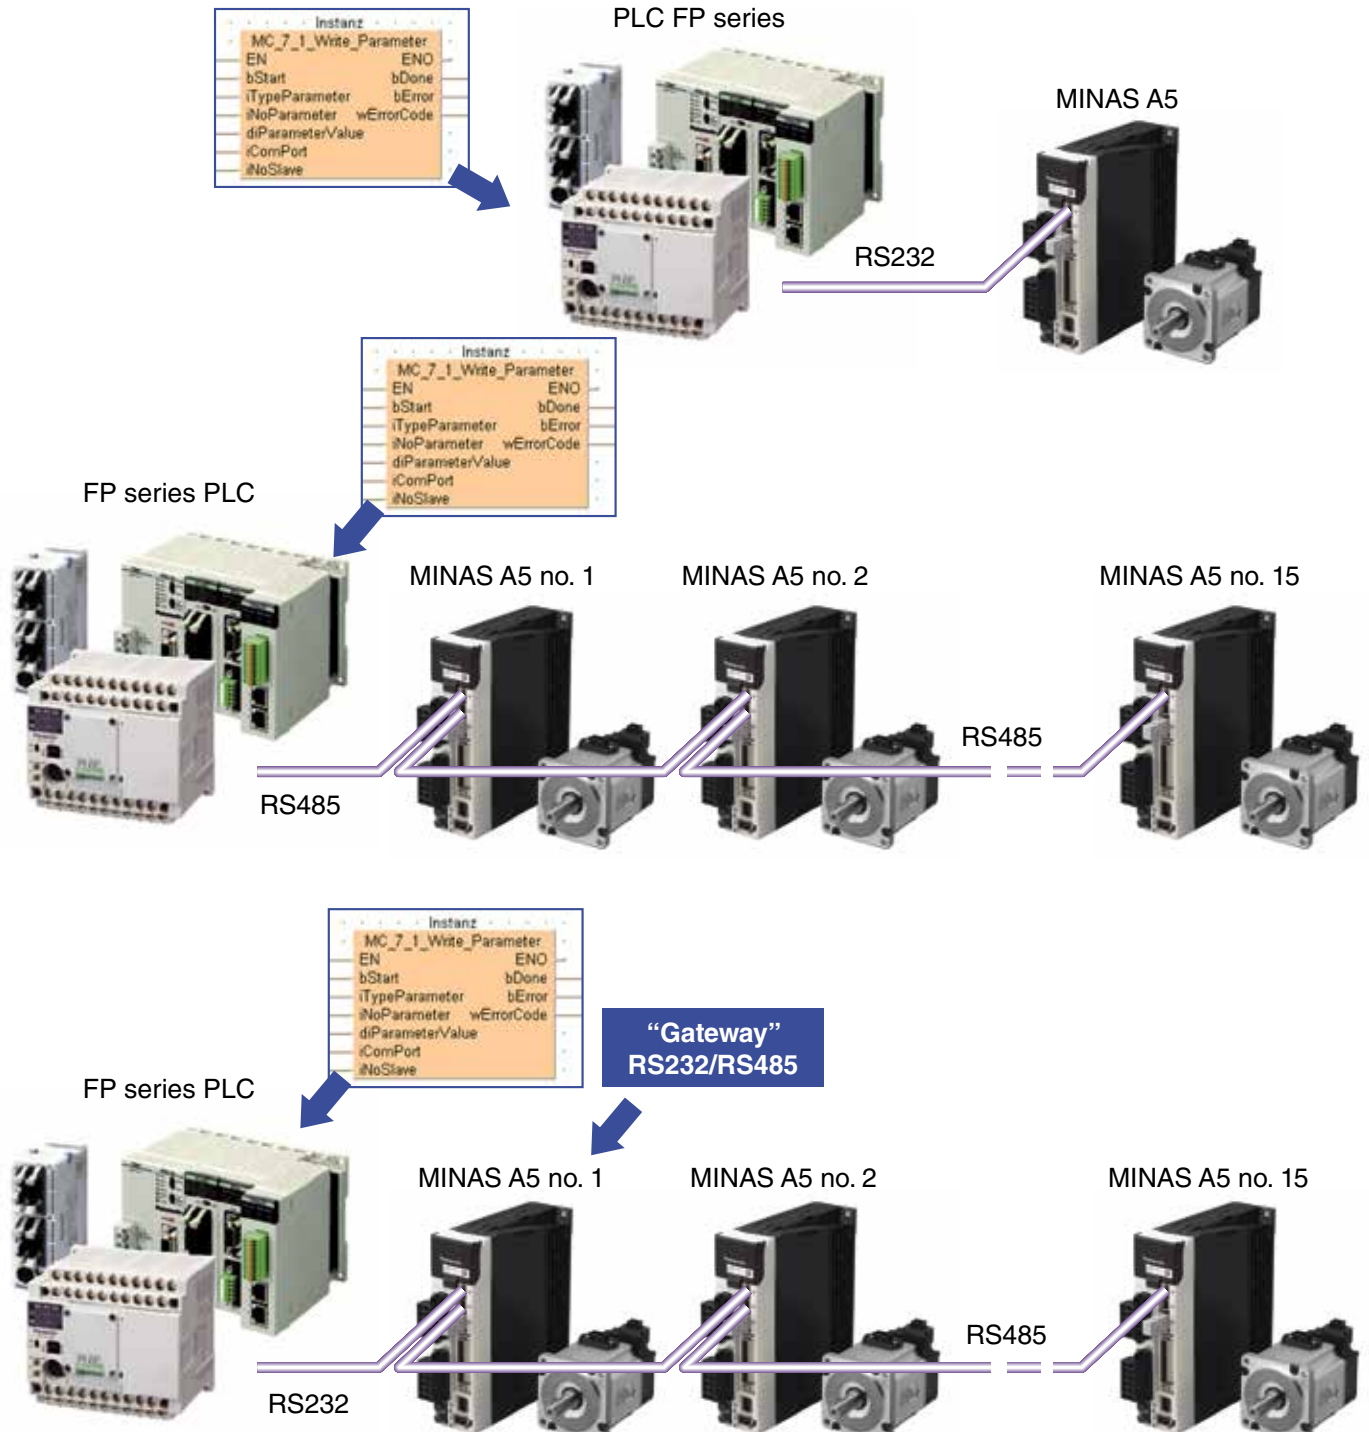 PLC FP series
Instanz
MC_7_1_Write_Parameter
EN ENO
bStart bDone
iTypeParameter bError
iNoParameter wErrorCode
diParameterValue
iComPort
iNoSlave
MINAS A5
RS232
Instanz
MC_7_1_Write_Parameter
EN ENO
bStart bDone
iTypeParameter bError
iNoParameter wErrorCode
diParameterValue
iComPort
iNoSlave
FP series PLC
MINAS A5 no. 1
MINAS A5 no. 2
MINAS A5 no. 15
RS485
RS485
Instanz
MC_7_1_Write_Parameter
EN ENO
bStart bDone
iTypeParameter bError
iNoParameter wErrorCode
diParameterValue
iComPort
iNoSlave
“Gateway”
RS232/RS485
FP series PLC
MINAS A5 no. 1
MINAS A5 no. 2
MINAS A5 no. 15
RS485
RS232